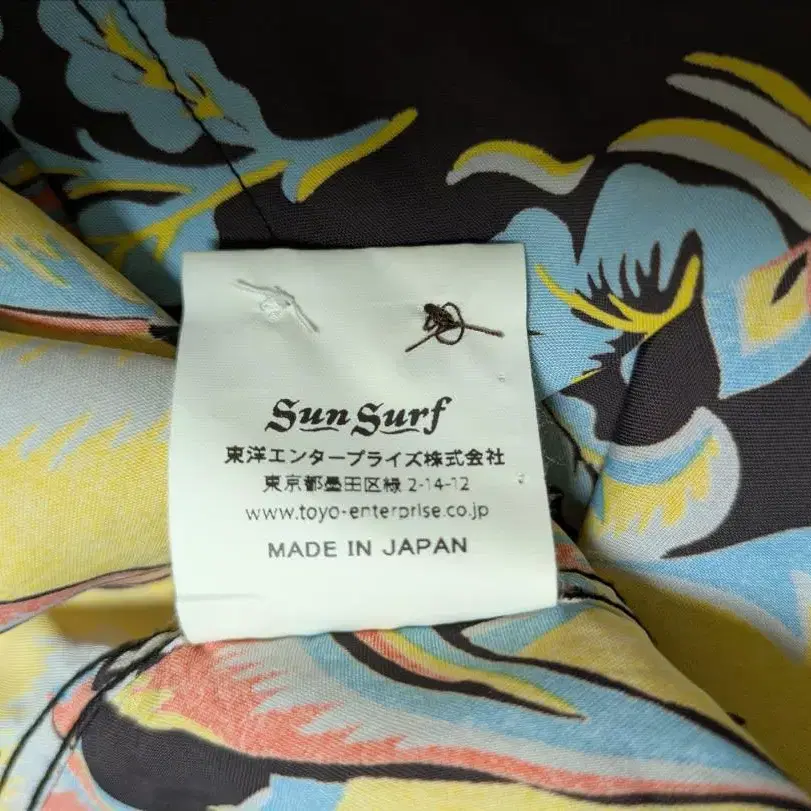 Sun Surf
東洋エンタープライズ株式会社
東京都墨田区緑 2-14-12
www.toyo-enterprise.co.jp
MADE IN JAPAN